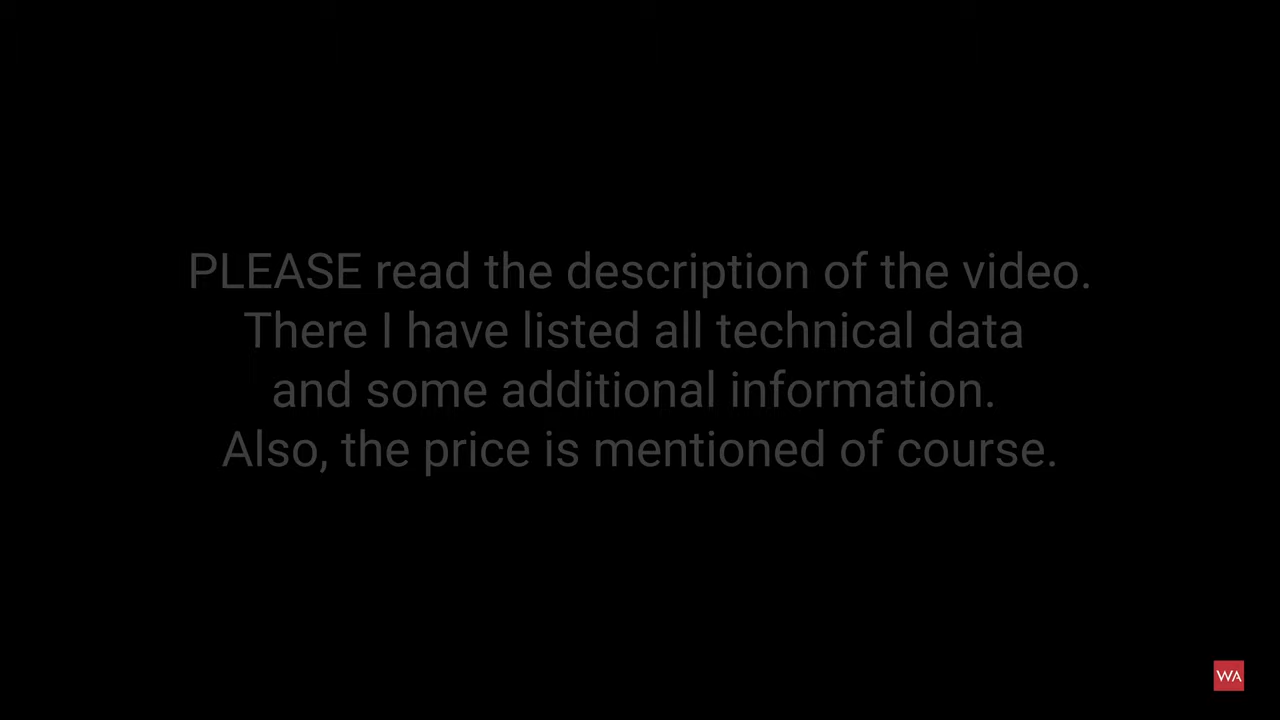 PLEASE read the description of the video.
There I have listed all technical data
and some additional information.
Also, the price is mentioned of course.
WA